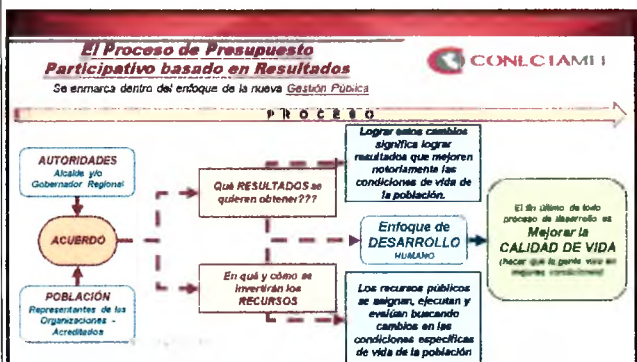 El Proceso de Presupuesto
Participativo basado en Resultados
Se enmarca dentro del enfoque de la nueva Gestión Pública
CONECTAMEF
PROCESO
AUTORIDADES
Alcalde y/o
Gobernador Regional
ACUERDO
POBLACIÓN
Representantes de las
Organizaciones -
Acreditados
Qué RESULTADOS se
quieren obtener???
En qué y cómo se
invertirán los
RECURSOS
Lograr estos cambios
significa lograr
resultados que mejoren
notoriamente las
condiciones de vida de
la población.
Enfoque de
DESARROLLO
HUMANO
Los recursos públicos
se asignan, ejecutan y
evalúan buscando
cambios en las
condiciones específicas
de vida de la población
El fin último de todo
proceso de desarrollo es
Mejorar la
CALIDAD DE VIDA
(hacer que la gente viva en
mejores condiciones)